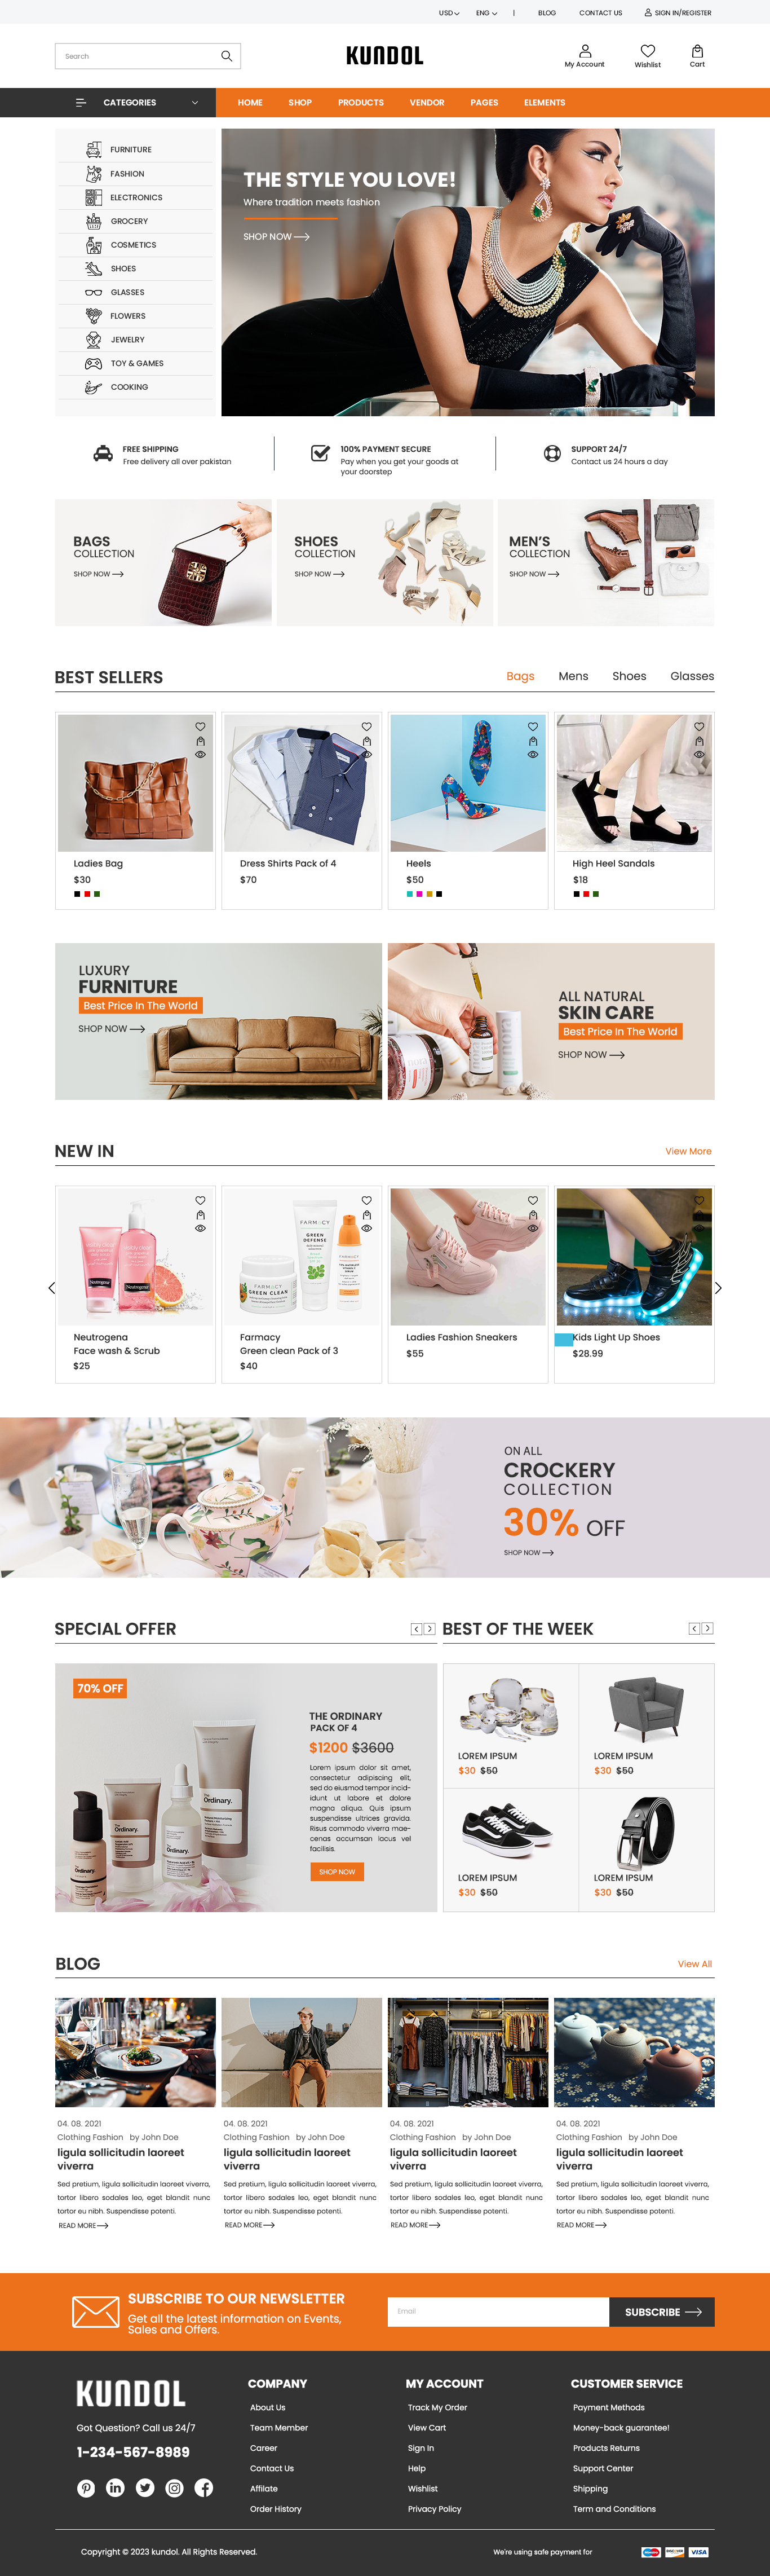 USD ENG | BLOG CONTACT US SIGN IN/REGISTER
Search
KUNDOL
My Account Wishlist Cart
CATEGORIES HOME SHOP PRODUCTS VENDOR PAGES ELEMENTS
FURNITURE
FASHION
ELECTRONICS
GROCERY
COSMETICS
SHOES
GLASSES
FLOWERS
JEWELRY
TOY & GAMES
COOKING
THE STYLE YOU LOVE!
Where tradition meets fashion
SHOP NOW
FREE SHIPPING
Free delivery all over pakistan
100% PAYMENT SECURE
Pay when you get your goods at
your doorstep
SUPPORT 24/7
Contact us 24 hours a day
BAGS
COLLECTION
SHOP NOW
SHOES
COLLECTION
SHOP NOW
MEN'S
COLLECTION
SHOP NOW
BEST SELLERS Bags Mens Shoes Glasses
Ladies Bag
$30
Dress Shirts Pack of 4
$70
Heels
$50
High Heel Sandals
$18
LUXURY
FURNITURE
Best Price In The World
SHOP NOW
ALL NATURAL
SKIN CARE
Best Price In The World
SHOP NOW
NEW IN View More
Neutrogena
Neutrogena
Neutrogena
Face wash & Scrub
$25
FARMACY
GREEN
DEFENSE
FARMACY
GREEN CLEAN
FARMACY
Farmacy
Green clean Pack of 3
$40
Ladies Fashion Sneakers
$55
Kids Light Up Shoes
$28.99
ON ALL
CROCKERY
COLLECTION
30% OFF
SHOP NOW
SPECIAL OFFER
70% OFF
Ordinary.
Ordinary.
Ordinary.
Ordinary.
THE ORDINARY
PACK OF 4
$1200 $3600
Lorem ipsum dolor sit amet,
consectetur adipiscing elit,
sed do eiusmod tempor incid-
idunt ut labore et dolore
magna aliqua. Quis ipsum
suspendisse ultrices gravida.
Risus commodo viverra mae-
cenas accumsan lacus vel
facilisis.
SHOP NOW
BEST OF THE WEEK
LOREM IPSUM
$30 $50
LOREM IPSUM
$30 $50
LOREM IPSUM
$30 $50
LOREM IPSUM
$30 $50
BLOG View All
04. 08. 2021
Clothing Fashion by John Doe
ligula sollicitudin laoreet
viverra
Sed pretium, ligula sollicitudin laoreet viverra,
tortor libero sodales leo, eget blandit nunc
tortor eu nibh. Suspendisse potenti.
READ MORE
04. 08. 2021
Clothing Fashion by John Doe
ligula sollicitudin laoreet
viverra
Sed pretium, ligula sollicitudin laoreet viverra,
tortor libero sodales leo, eget blandit nunc
tortor eu nibh. Suspendisse potenti.
READ MORE
04. 08. 2021
Clothing Fashion by John Doe
ligula sollicitudin laoreet
viverra
Sed pretium, ligula sollicitudin laoreet viverra,
tortor libero sodales leo, eget blandit nunc
tortor eu nibh. Suspendisse potenti.
READ MORE
04. 08. 2021
Clothing Fashion by John Doe
ligula sollicitudin laoreet
viverra
Sed pretium, ligula sollicitudin laoreet viverra,
tortor libero sodales leo, eget blandit nunc
tortor eu nibh. Suspendisse potenti.
READ MORE
SUBSCRIBE TO OUR NEWSLETTER
Get all the latest information on Events,
Sales and Offers.
Email
SUBSCRIBE
KUNDOL
Got Question? Call us 24/7
1-234-567-8989
COMPANY
About Us
Team Member
Career
Contact Us
Affilate
Order History
MY ACCOUNT
Track My Order
View Cart
Sign In
Help
Wishlist
Privacy Policy
CUSTOMER SERVICE
Payment Methods
Money-back guarantee!
Products Returns
Support Center
Shipping
Term and Conditions
Copyright © 2023 kundol. All Rights Reserved.
We're using safe payment for
VISA